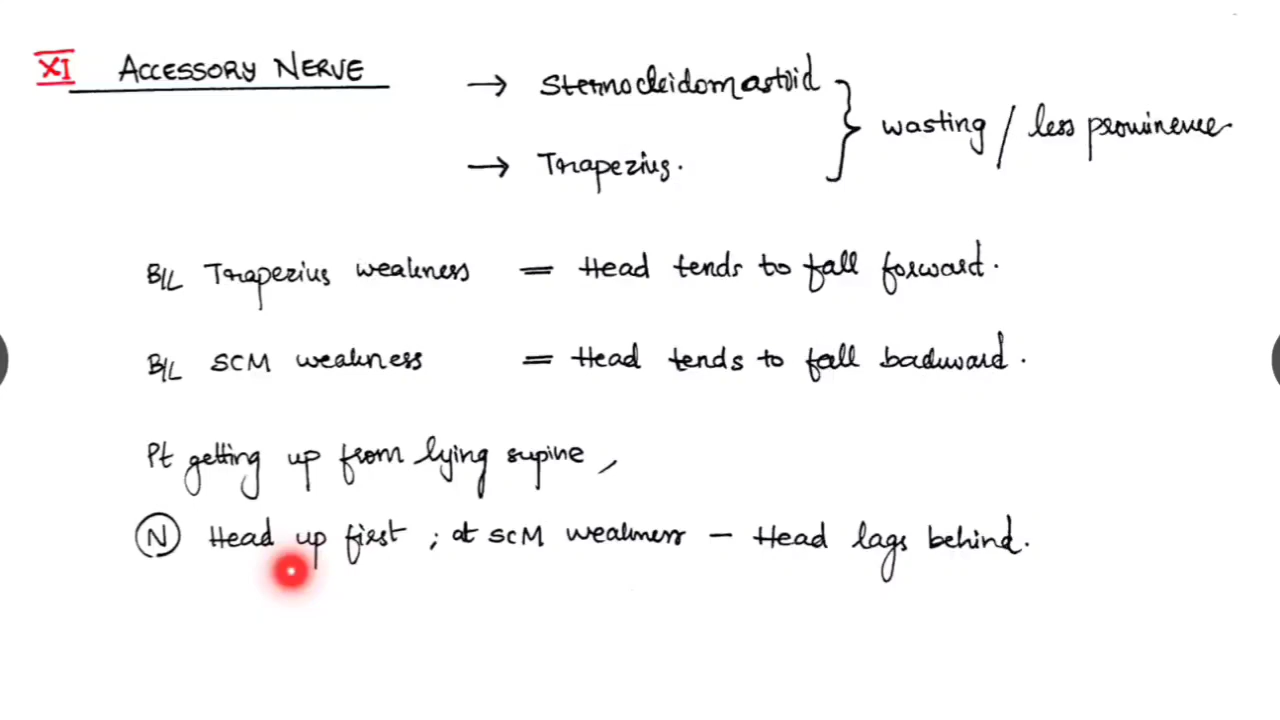 XI ACCESSORY NERVE → Sternocleidomastoid } wasting / less prominence
→ Trapezius.
B/L Trapezius weakness = Head tends to fall forward.
B/L SCM weakness = Head tends to fall backward.
Pt getting up from lying supine,
(N) Head up first ; at SCM weakness – Head lags behind.